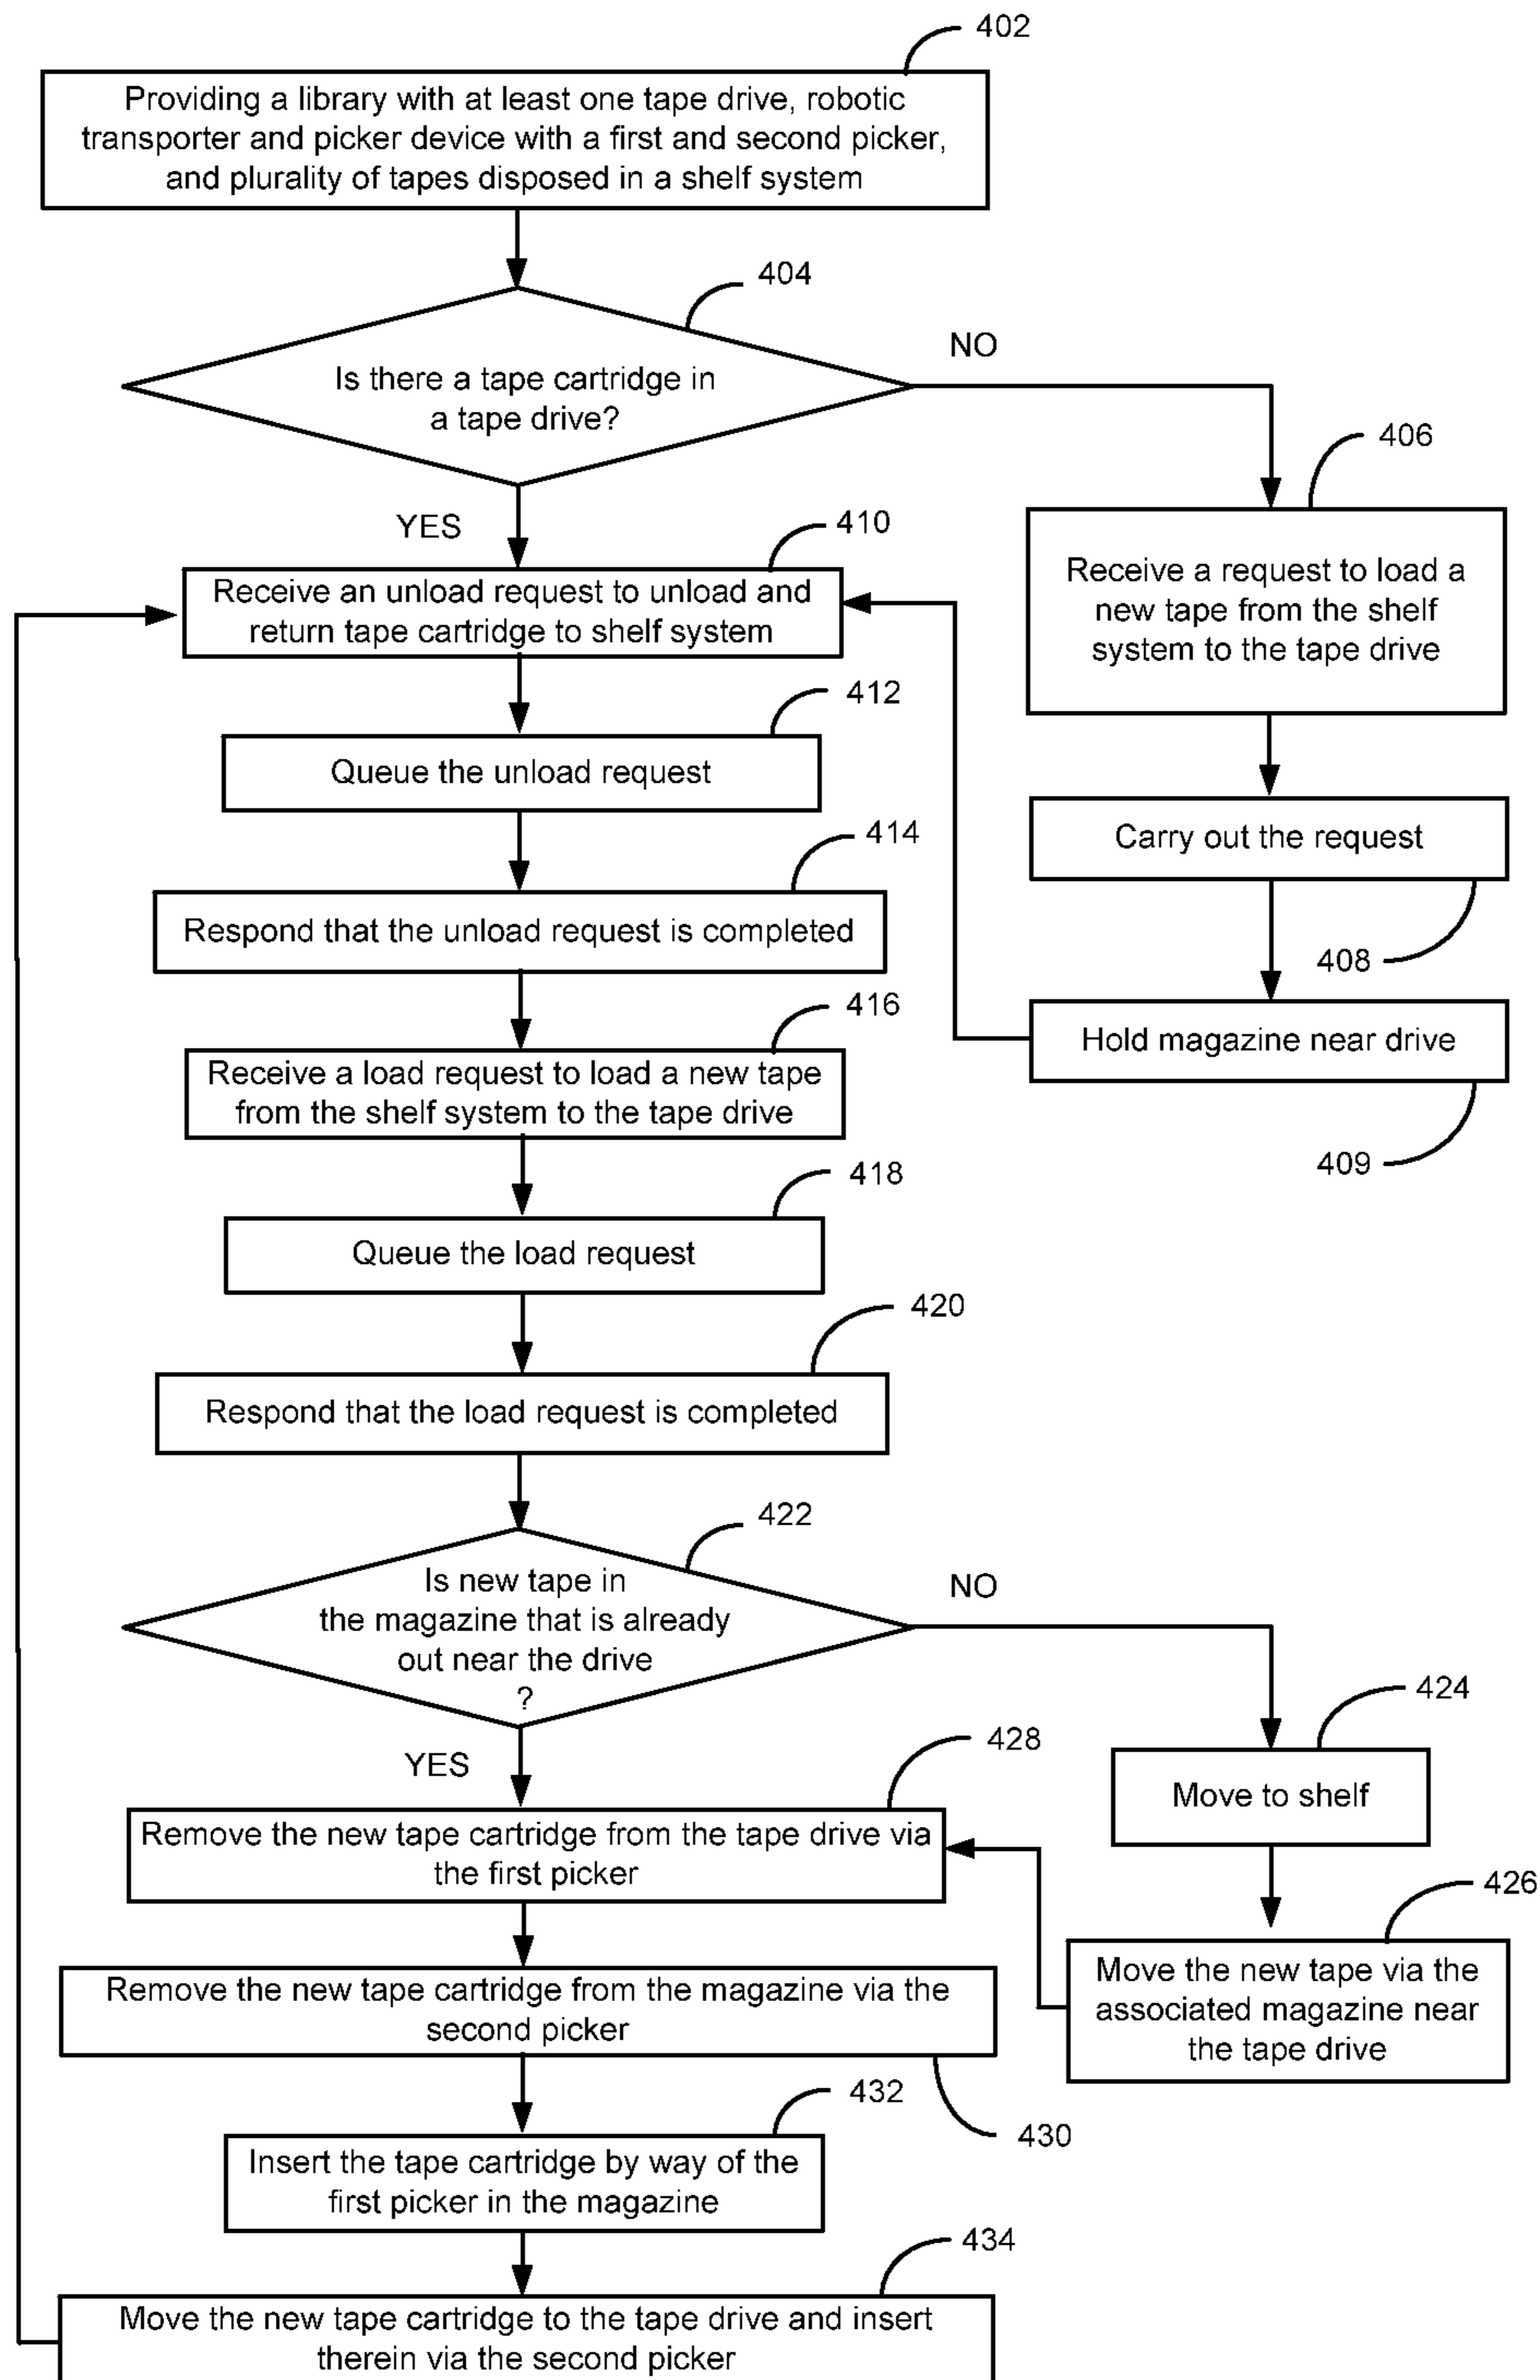 402
Providing a library with at least one tape drive, robotic
transporter and picker device with a first and second picker,
and plurality of tapes disposed in a shelf system
404
Is there a tape cartridge in
a tape drive?
NO
YES
406
Receive a request to load a
new tape from the shelf
system to the tape drive
408
Carry out the request
409
Hold magazine near drive
410
Receive an unload request to unload and
return tape cartridge to shelf system
412
Queue the unload request
414
Respond that the unload request is completed
416
Receive a load request to load a new tape
from the shelf system to the tape drive
418
Queue the load request
420
Respond that the load request is completed
422
Is new tape in
the magazine that is already
out near the drive
?
NO
YES
424
Move to shelf
426
Move the new tape via the
associated magazine near
the tape drive
428
Remove the new tape cartridge from the tape drive via
the first picker
Remove the new tape cartridge from the magazine via the
second picker
430
432
Insert the tape cartridge by way of the
first picker in the magazine
434
Move the new tape cartridge to the tape drive and insert
therein via the second picker